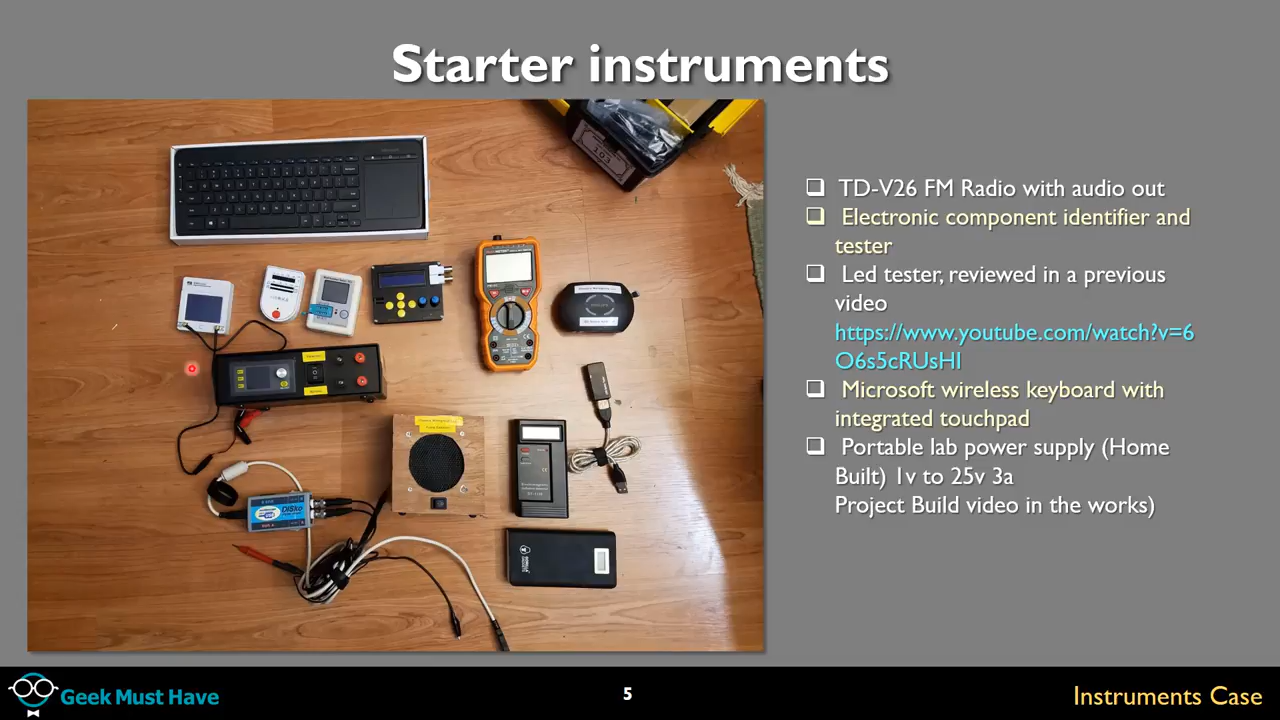 Starter instruments
❑ TD-V26 FM Radio with audio out
❑ Electronic component identifier and
tester
❑ Led tester, reviewed in a previous
video
https://www.youtube.com/watch?v=6
O6s5cRUsHI
❑ Microsoft wireless keyboard with
integrated touchpad
❑ Portable lab power supply (Home
Built) 1v to 25v 3a
Project Build video in the works)
101
DiSko
Geek Must Have
5
Instruments Case